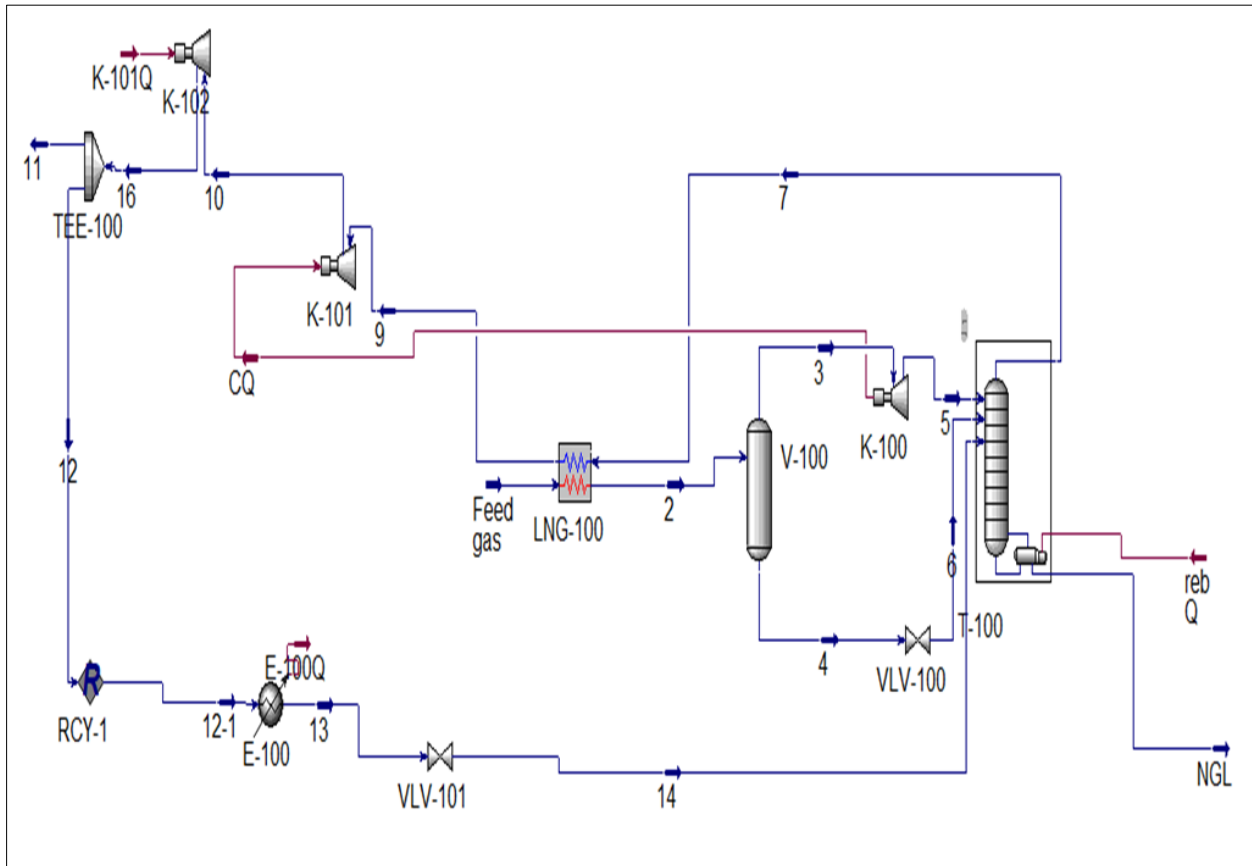 K-101Q
K-102
11
16
10
7
TEE-100
K-101
9
3
CQ
5
K-100
V-100
12
Feed
gas
2
LNG-100
6
reb
Q
T-100
4
VLV-100
E-100Q
R
RCY-1
12-1
13
E-100
VLV-101
14
NGL